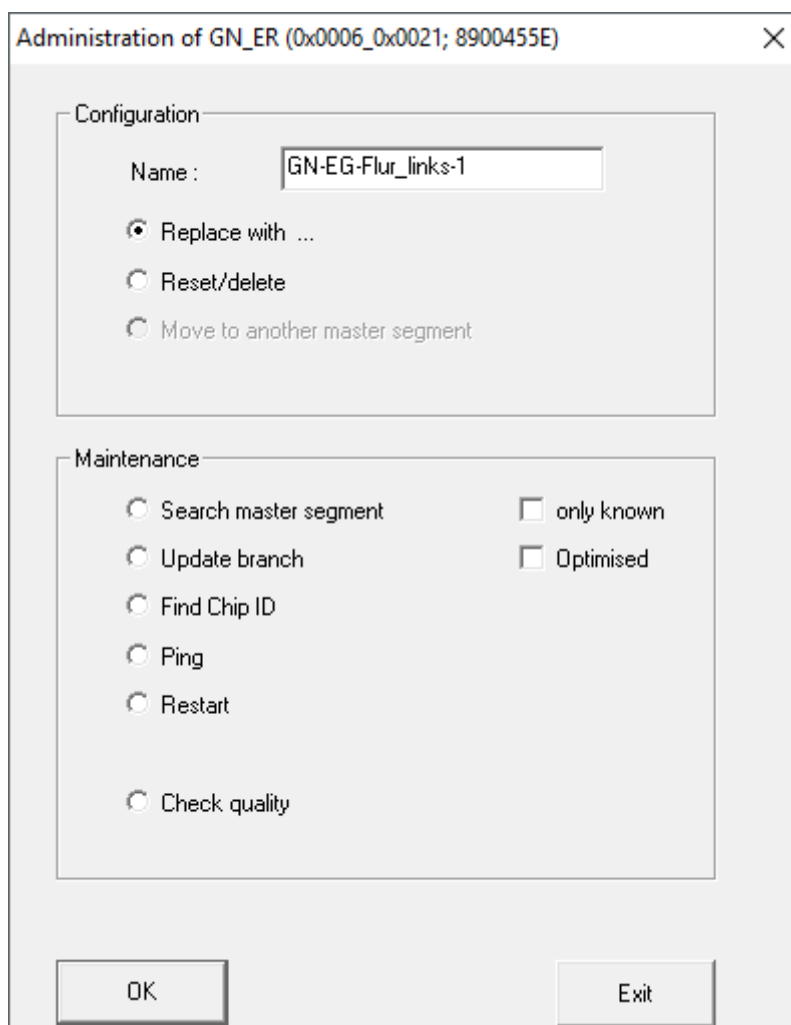 Administration of GN_ER (0x0006_0x0021; 8900455E)
Configuration
Name : GN-EG-Flur_links-1
Replace with ...
Reset/delete
Move to another master segment
Maintenance
Search master segment only known
Update branch Optimised
Find Chip ID
Ping
Restart
Check quality
OK Exit